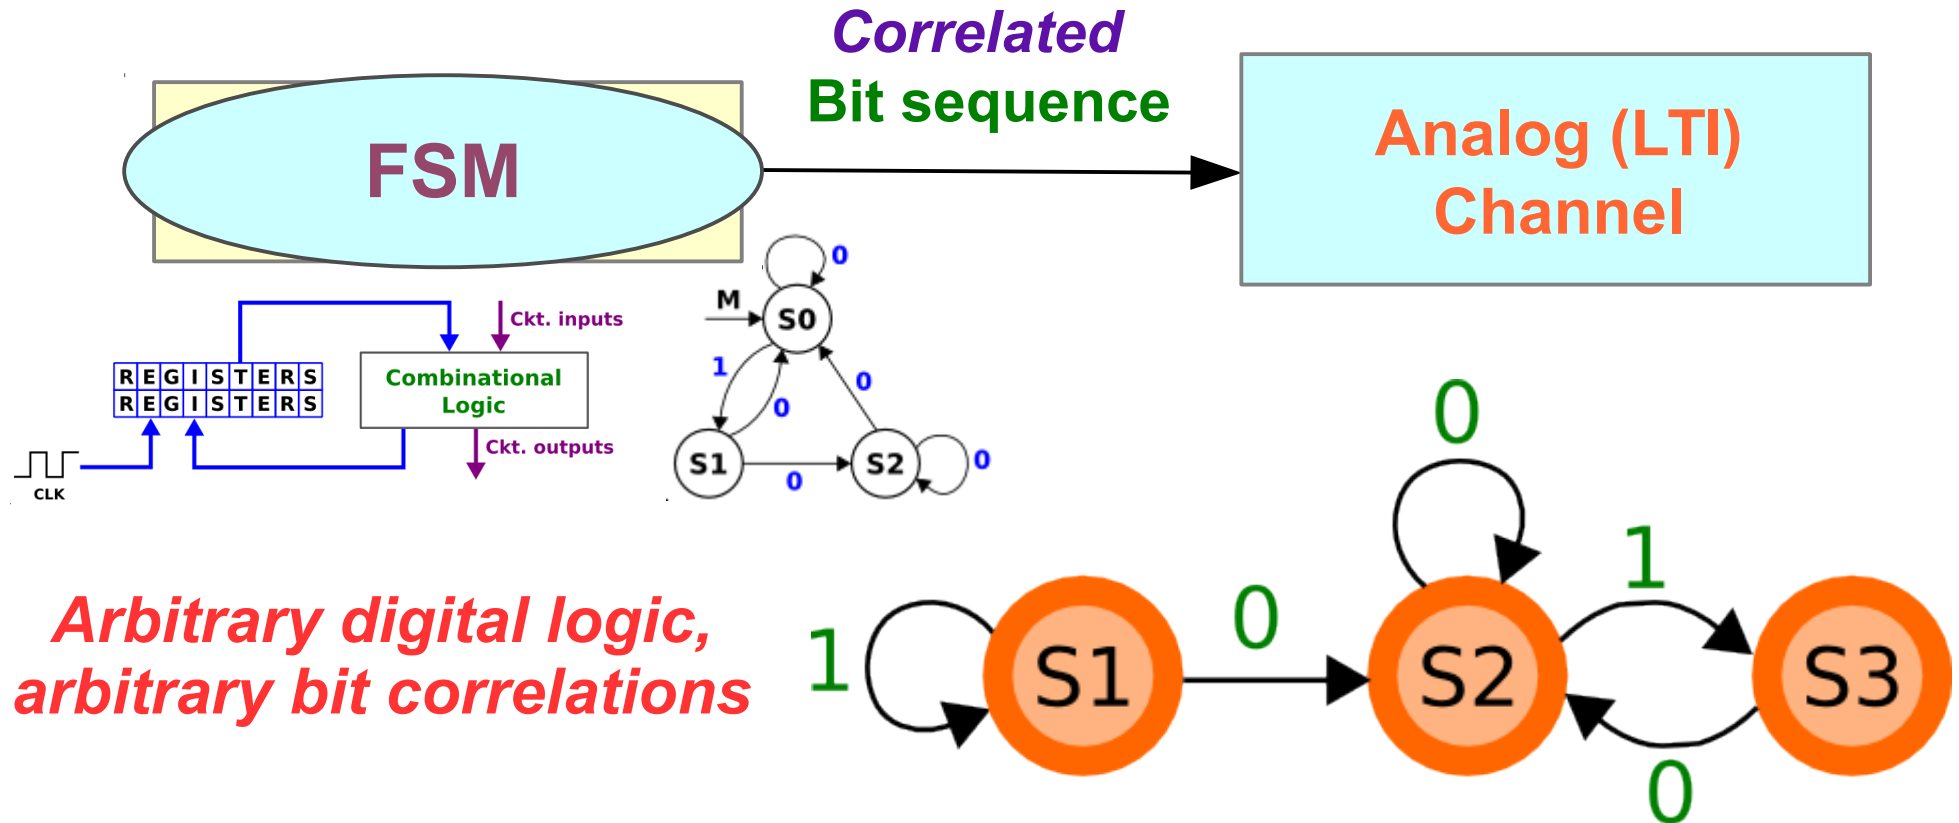 Correlated
Bit sequence
FSM
Analog (LTI)
Channel
0
M
S0
Ckt. inputs
1
0
0
REGISTERS
REGISTERS
Combinational
Logic
S1
S2
0
0
Ckt. outputs
CLK
0
1
0
1
S1
S2
S3
0
Arbitrary digital logic,
arbitrary bit correlations